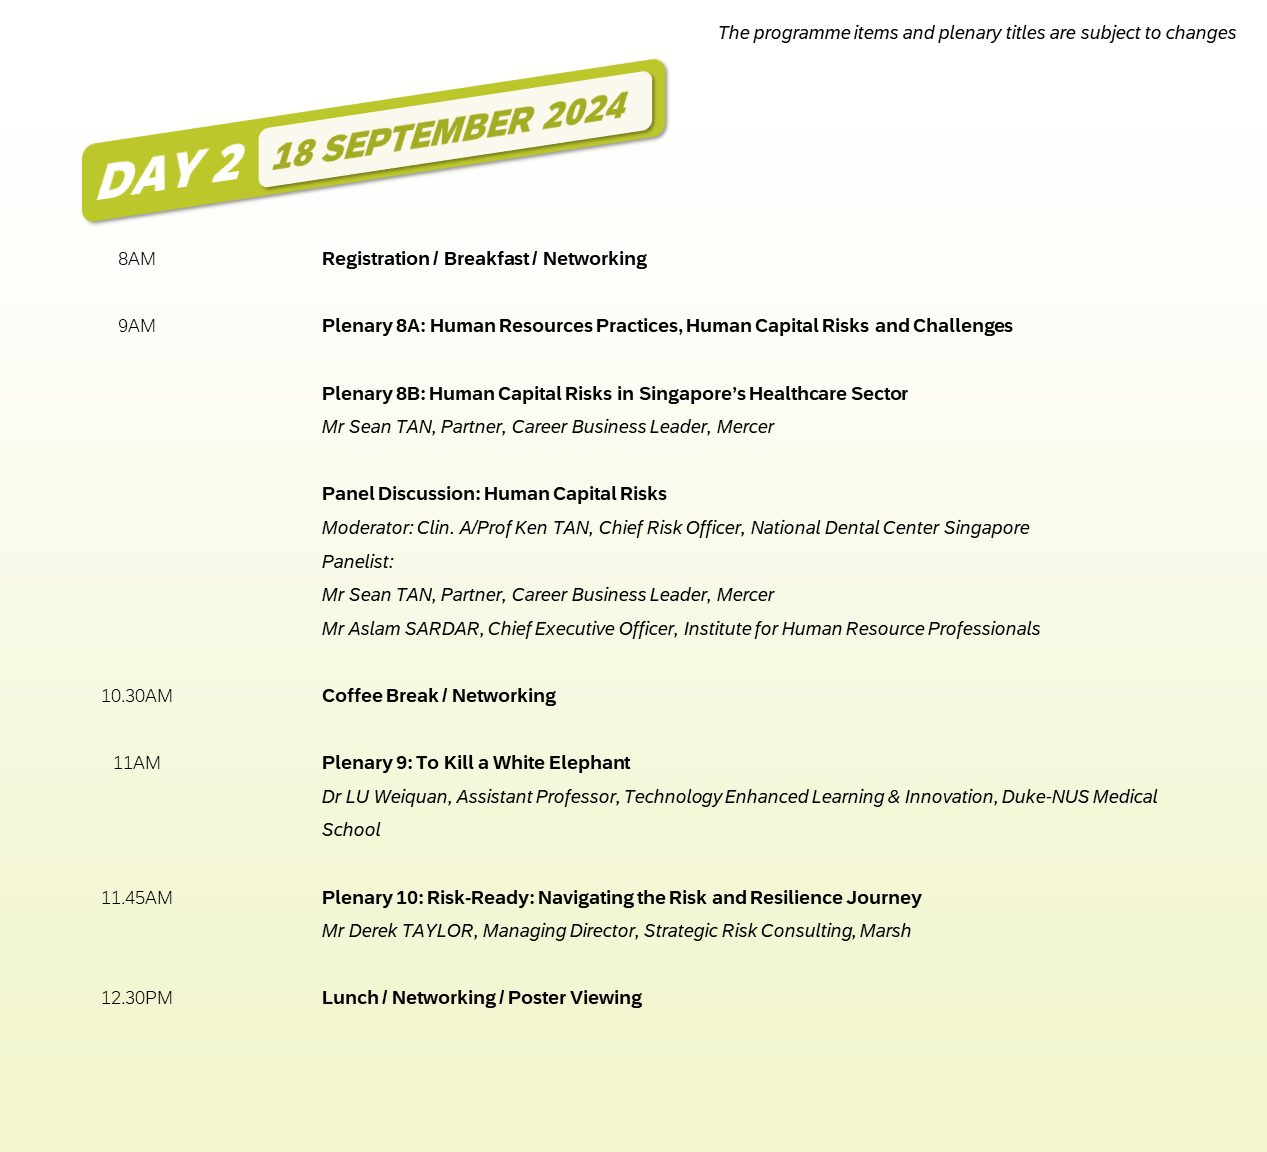 The programme items and plenary titles are subject to changes
DAY 2 18 SEPTEMBER 2024
8AM Registration / Breakfast / Networking
9AM Plenary 8A: Human Resources Practices, Human Capital Risks and Challenges
Plenary 8B: Human Capital Risks in Singapore’s Healthcare Sector
Mr Sean TAN, Partner, Career Business Leader, Mercer
Panel Discussion: Human Capital Risks
Moderator: Clin. A/Prof Ken TAN, Chief Risk Officer, National Dental Center Singapore
Panelist:
Mr Sean TAN, Partner, Career Business Leader, Mercer
Mr Aslam SARDAR, Chief Executive Officer, Institute for Human Resource Professionals
10.30AM Coffee Break / Networking
11AM Plenary 9: To Kill a White Elephant
Dr LU Weiquan, Assistant Professor, Technology Enhanced Learning & Innovation, Duke-NUS Medical
School
11.45AM Plenary 10: Risk-Ready: Navigating the Risk and Resilience Journey
Mr Derek TAYLOR, Managing Director, Strategic Risk Consulting, Marsh
12.30PM Lunch / Networking / Poster Viewing